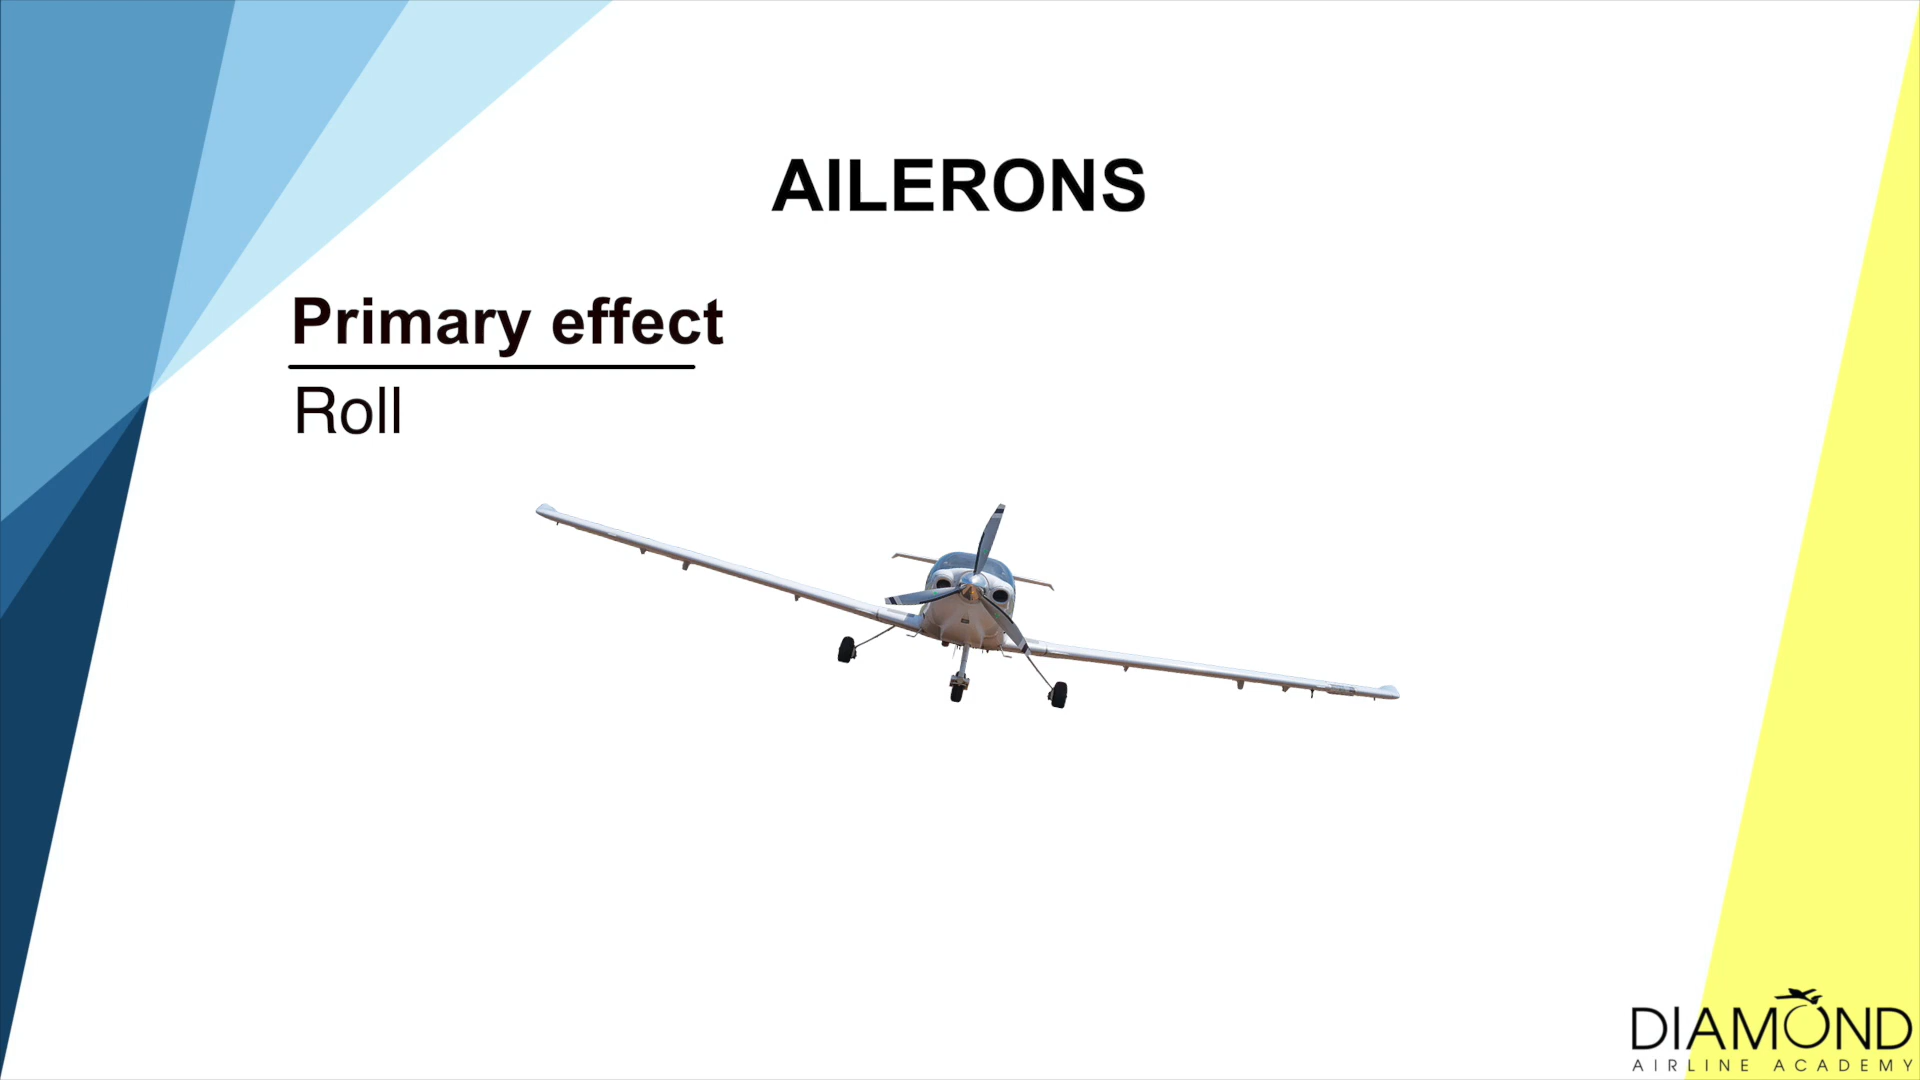 AILERONS
Primary effect
Roll
DIAMOND
AIRLINE ACADEMY